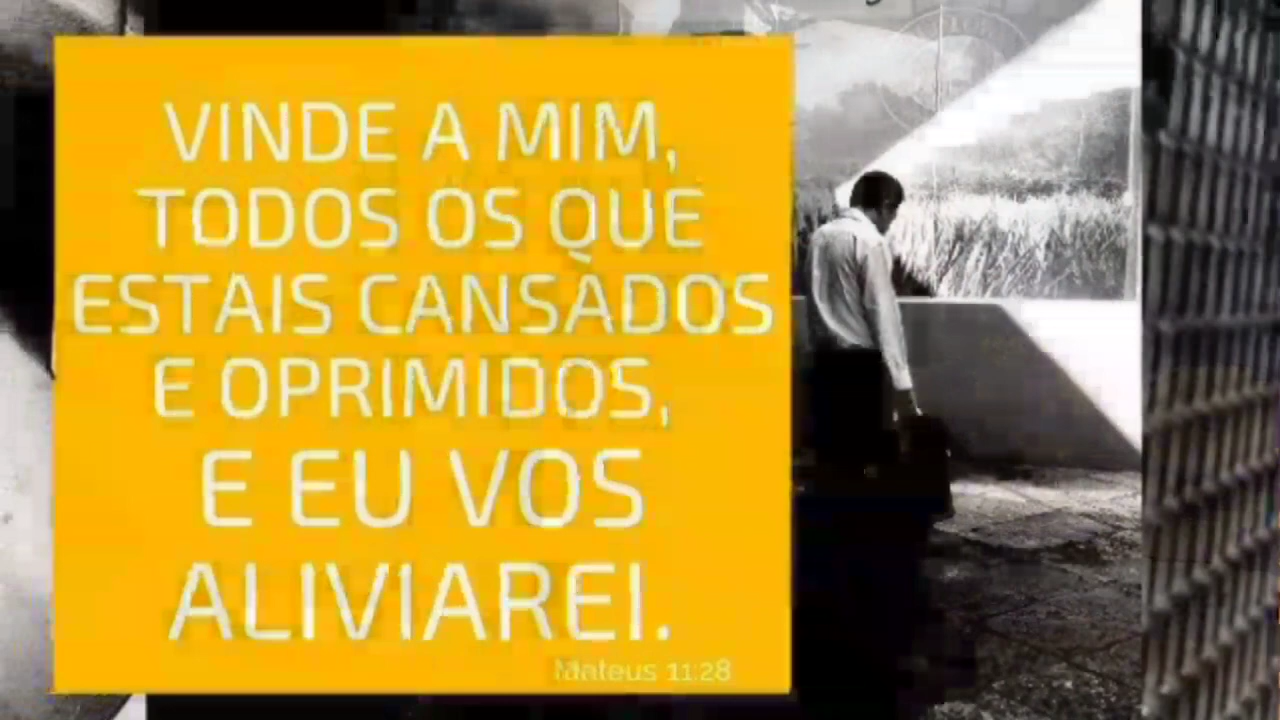 VINDE A MIM,
TODOS OS QUE
ESTAIS CANSADOS
E OPRIMIDOS,
E EU VOS
ALIVIAREI.
Mateus 11:28